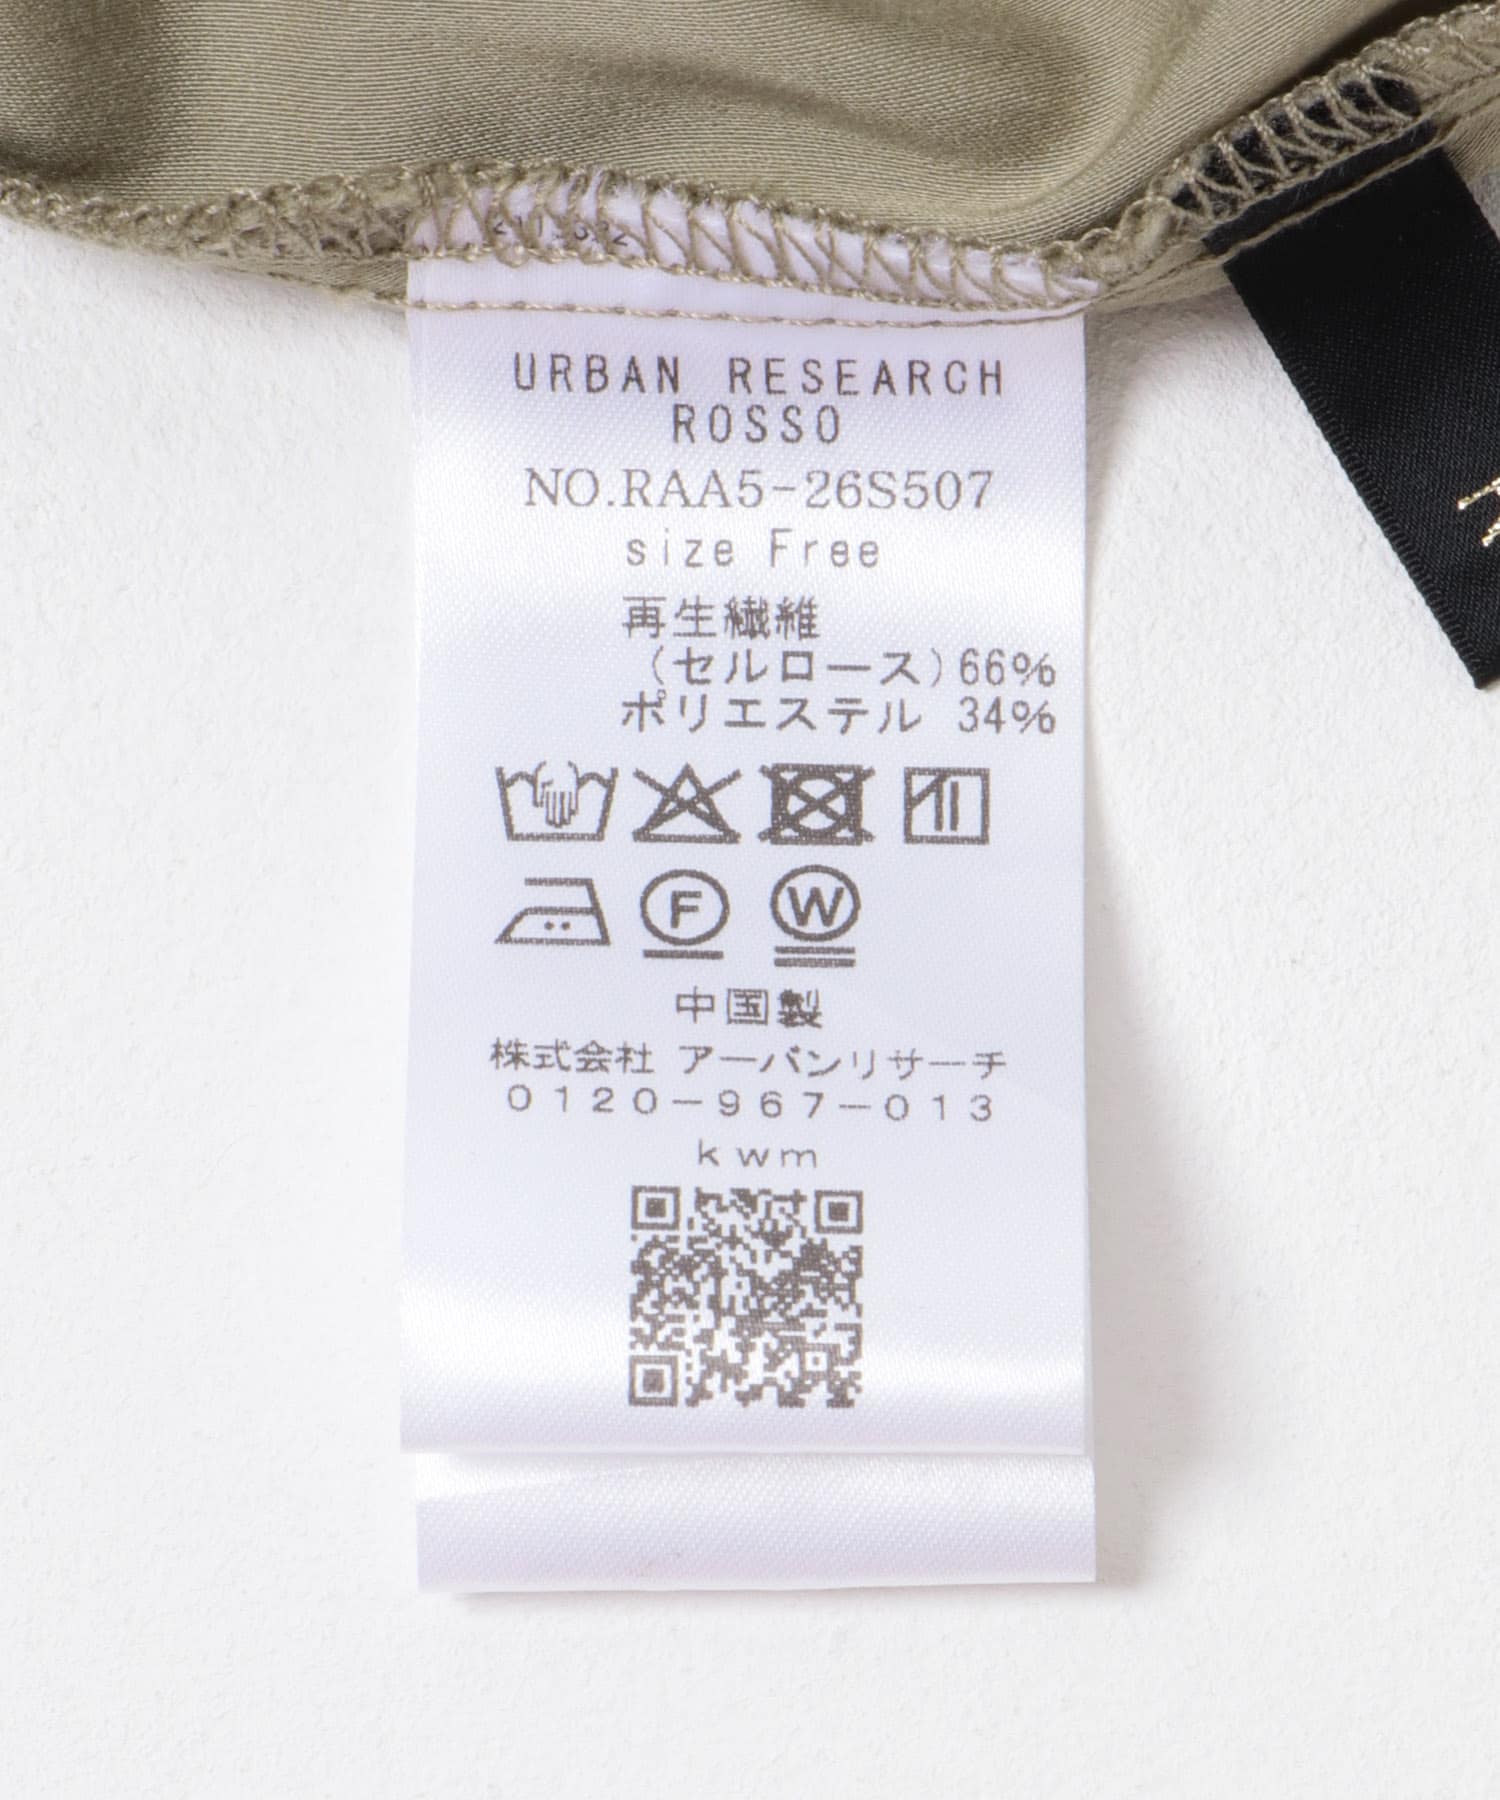 URBAN RESEARCH
ROSSO
NO.RAA5-26S507
size Free
再生繊維
(セルロース)66%
ポリエステル 34%
F W
中国製
株式会社 アーバンリサーチ
0120-967-013
kwm